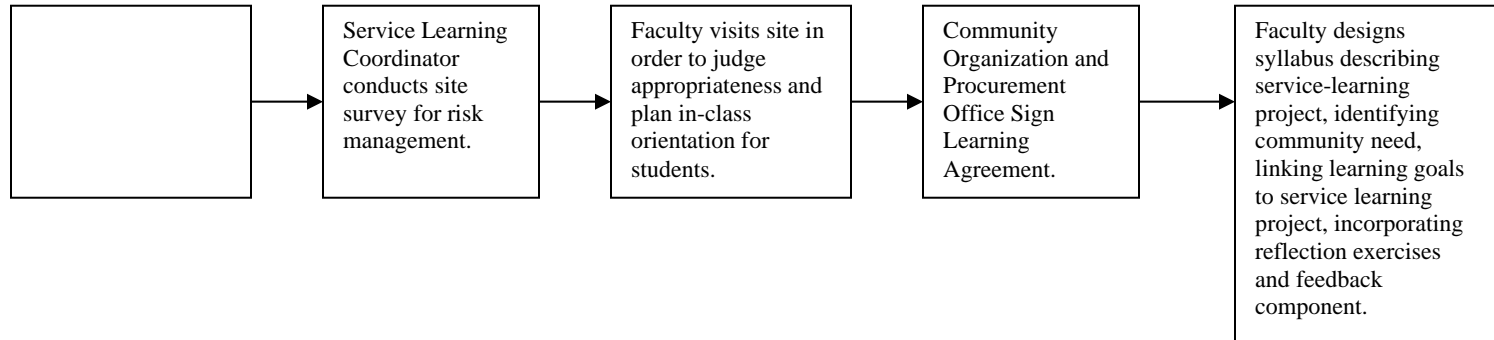 Service Learning
Coordinator
conducts site
survey for risk
management.
Faculty visits site in
order to judge
appropriateness and
plan in-class
orientation for
students.
Community
Organization and
Procurement
Office Sign
Learning
Agreement.
Faculty designs
syllabus describing
service-learning
project, identifying
community need,
linking learning goals
to service learning
project, incorporating
reflection exercises
and feedback
component.